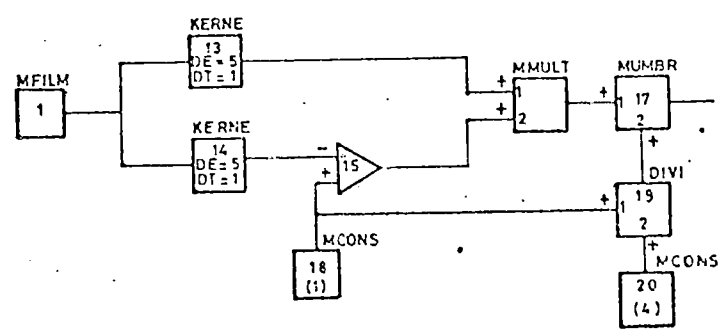 KERNE
13
DE = 5
DT = 1
MFILM
1
MMULT
+
1
+
2
MUMBR
+
1 17
2
+
KERNE
14
DE = 5
DT = 1
-
+
15
DIVI
19
+
1
2
+
MCONS
18
(1)
MCONS
20
(4)